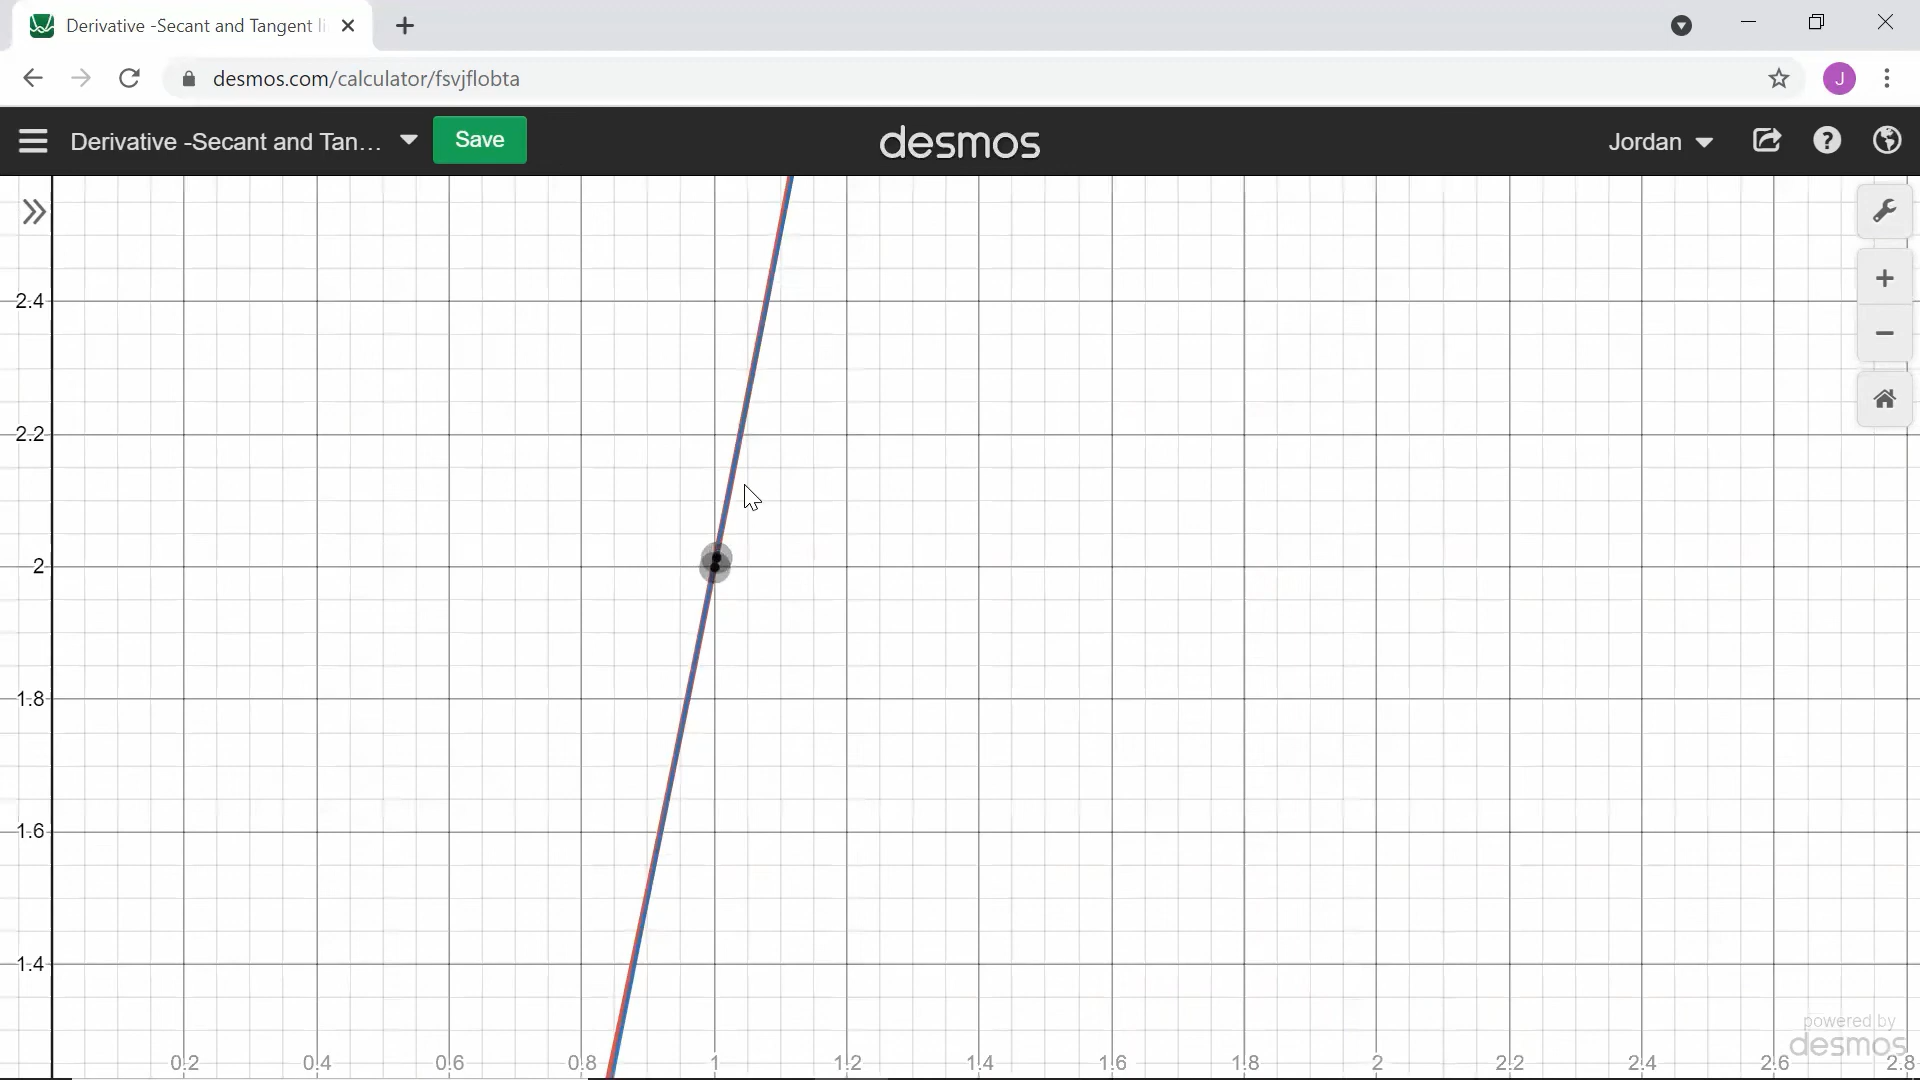 Derivative -Secant and Tangent li
desmos.com/calculator/fsvjflobta
J
Derivative -Secant and Tan...
Save
desmos
Jordan
2.4
2.2
2
1.8
1.6
1.4
0.2 0.4 0.6 0.8 1 1.2 1.4 1.6 1.8 2 2.2 2.4 2.6 2.8
powered by
desmos